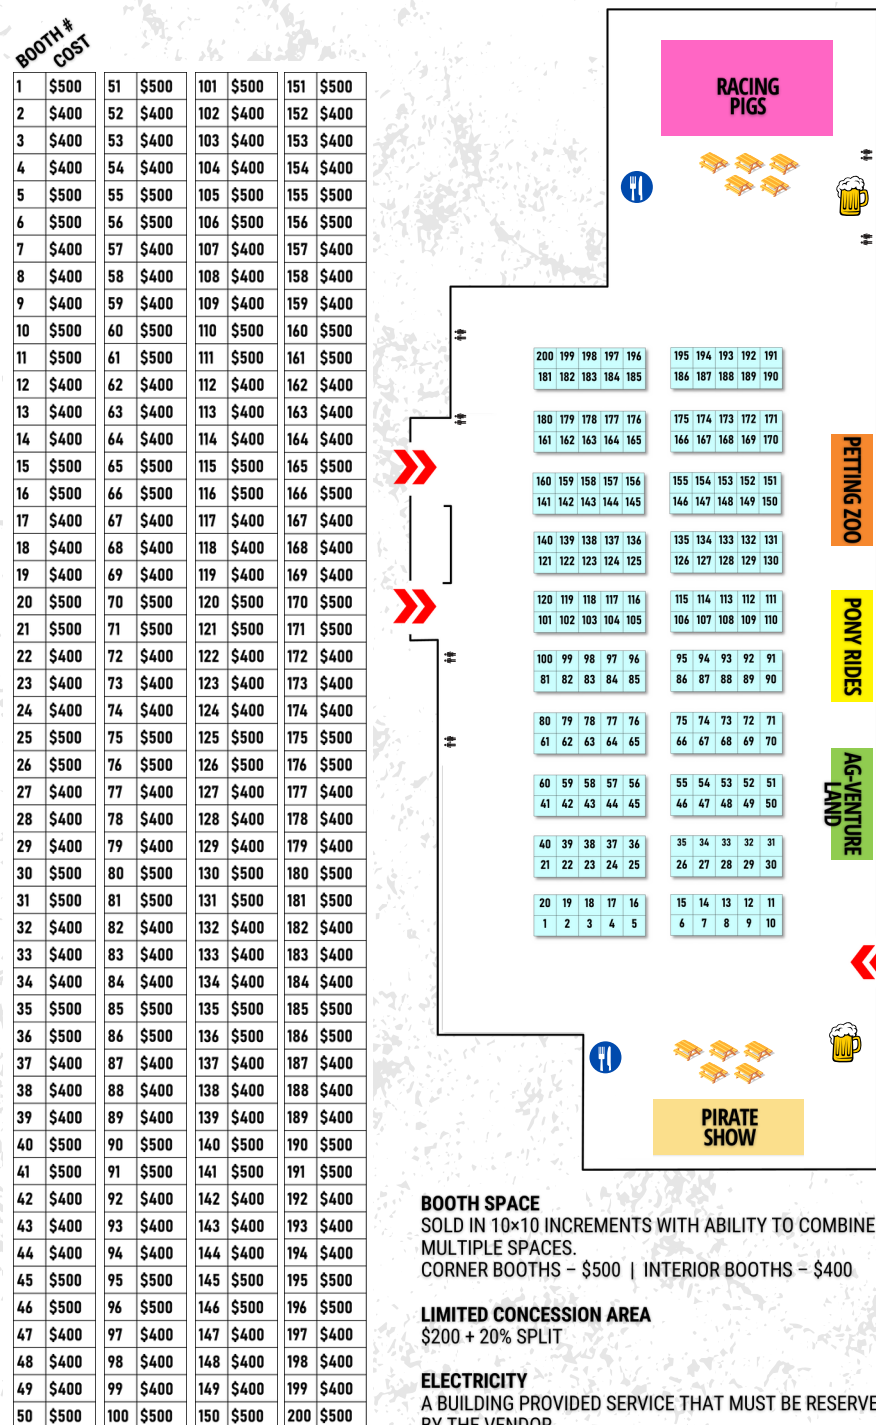 BOOTH # COST
1 $500 51 $500 101 $500 151 $500
2 $400 52 $400 102 $400 152 $400
3 $400 53 $400 103 $400 153 $400
4 $400 54 $400 104 $400 154 $400
5 $500 55 $500 105 $500 155 $500
6 $500 56 $500 106 $500 156 $500
7 $400 57 $400 107 $400 157 $400
8 $400 58 $400 108 $400 158 $400
9 $400 59 $400 109 $400 159 $400
10 $500 60 $500 110 $500 160 $500
11 $500 61 $500 111 $500 161 $500
12 $400 62 $400 112 $400 162 $400
13 $400 63 $400 113 $400 163 $400
14 $400 64 $400 114 $400 164 $400
15 $500 65 $500 115 $500 165 $500
16 $500 66 $500 116 $500 166 $500
17 $400 67 $400 117 $400 167 $400
18 $400 68 $400 118 $400 168 $400
19 $400 69 $400 119 $400 169 $400
20 $500 70 $500 120 $500 170 $500
21 $500 71 $500 121 $500 171 $500
22 $400 72 $400 122 $400 172 $400
23 $400 73 $400 123 $400 173 $400
24 $400 74 $400 124 $400 174 $400
25 $500 75 $500 125 $500 175 $500
26 $500 76 $500 126 $500 176 $500
27 $400 77 $400 127 $400 177 $400
28 $400 78 $400 128 $400 178 $400
29 $400 79 $400 129 $400 179 $400
30 $500 80 $500 130 $500 180 $500
31 $500 81 $500 131 $500 181 $500
32 $400 82 $400 132 $400 182 $400
33 $400 83 $400 133 $400 183 $400
34 $400 84 $400 134 $400 184 $400
35 $500 85 $500 135 $500 185 $500
36 $500 86 $500 136 $500 186 $500
37 $400 87 $400 137 $400 187 $400
38 $400 88 $400 138 $400 188 $400
39 $400 89 $400 139 $400 189 $400
40 $500 90 $500 140 $500 190 $500
41 $500 91 $500 141 $500 191 $500
42 $400 92 $400 142 $400 192 $400
43 $400 93 $400 143 $400 193 $400
44 $400 94 $400 144 $400 194 $400
45 $500 95 $500 145 $500 195 $500
46 $500 96 $500 146 $500 196 $500
47 $400 97 $400 147 $400 197 $400
48 $400 98 $400 148 $400 198 $400
49 $400 99 $400 149 $400 199 $400
50 $500 100 $500 150 $500 200 $500
RACING
PIGS
200 199 198 197 196 195 194 193 192 191
181 182 183 184 185 186 187 188 189 190
180 179 178 177 176 175 174 173 172 171
161 162 163 164 165 166 167 168 169 170
160 159 158 157 156 155 154 153 152 151
141 142 143 144 145 146 147 148 149 150
140 139 138 137 136 135 134 133 132 131
121 122 123 124 125 126 127 128 129 130
120 119 118 117 116 115 114 113 112 111
101 102 103 104 105 106 107 108 109 110
100 99 98 97 96 95 94 93 92 91
81 82 83 84 85 86 87 88 89 90
80 79 78 77 76 75 74 73 72 71
61 62 63 64 65 66 67 68 69 70
60 59 58 57 56 55 54 53 52 51
41 42 43 44 45 46 47 48 49 50
40 39 38 37 36 35 34 33 32 31
21 22 23 24 25 26 27 28 29 30
20 19 18 17 16 15 14 13 12 11
1 2 3 4 5 6 7 8 9 10
PETTING ZOO
PONY RIDES
AG-VENTURE
LAND
PIRATE
SHOW
BOOTH SPACE
SOLD IN 10×10 INCREMENTS WITH ABILITY TO COMBINE
MULTIPLE SPACES.
CORNER BOOTHS – $500 | INTERIOR BOOTHS – $400
LIMITED CONCESSION AREA
$200 + 20% SPLIT
ELECTRICITY
A BUILDING PROVIDED SERVICE THAT MUST BE RESERVE
BY THE VENDOR